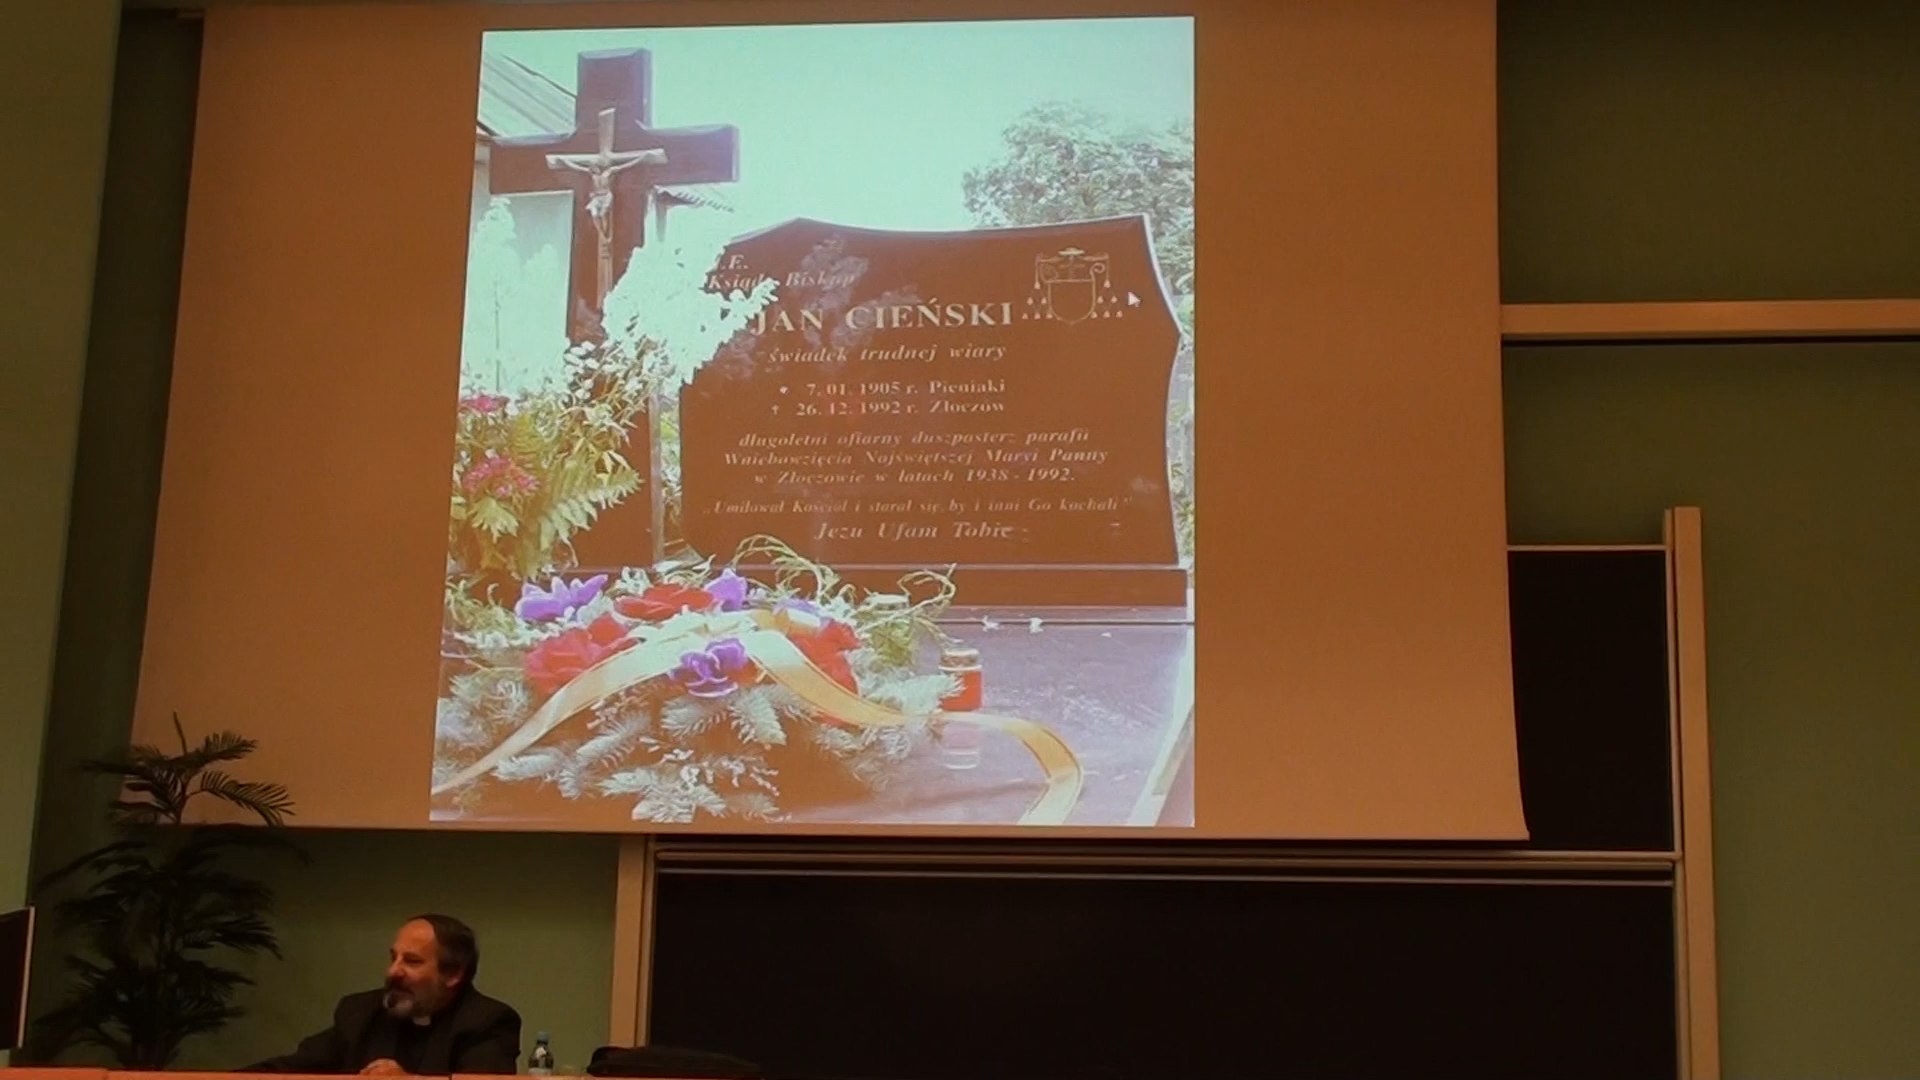 J.E.
Ksiądz Biskup
JAN CIEŃSKI
świadek trudnej wiary
* 7. 01. 1905 r. Pieniaki
† 26. 12. 1992 r. Złoczów
długoletni ofiarny duszpasterz parafii
Wniebowzięcia Najświętszej Maryi Panny
w Złoczowie w latach 1938 - 1992.
„Umiłował Kościół i starał się, by i inni Go kochali"
Jezu Ufam Tobie